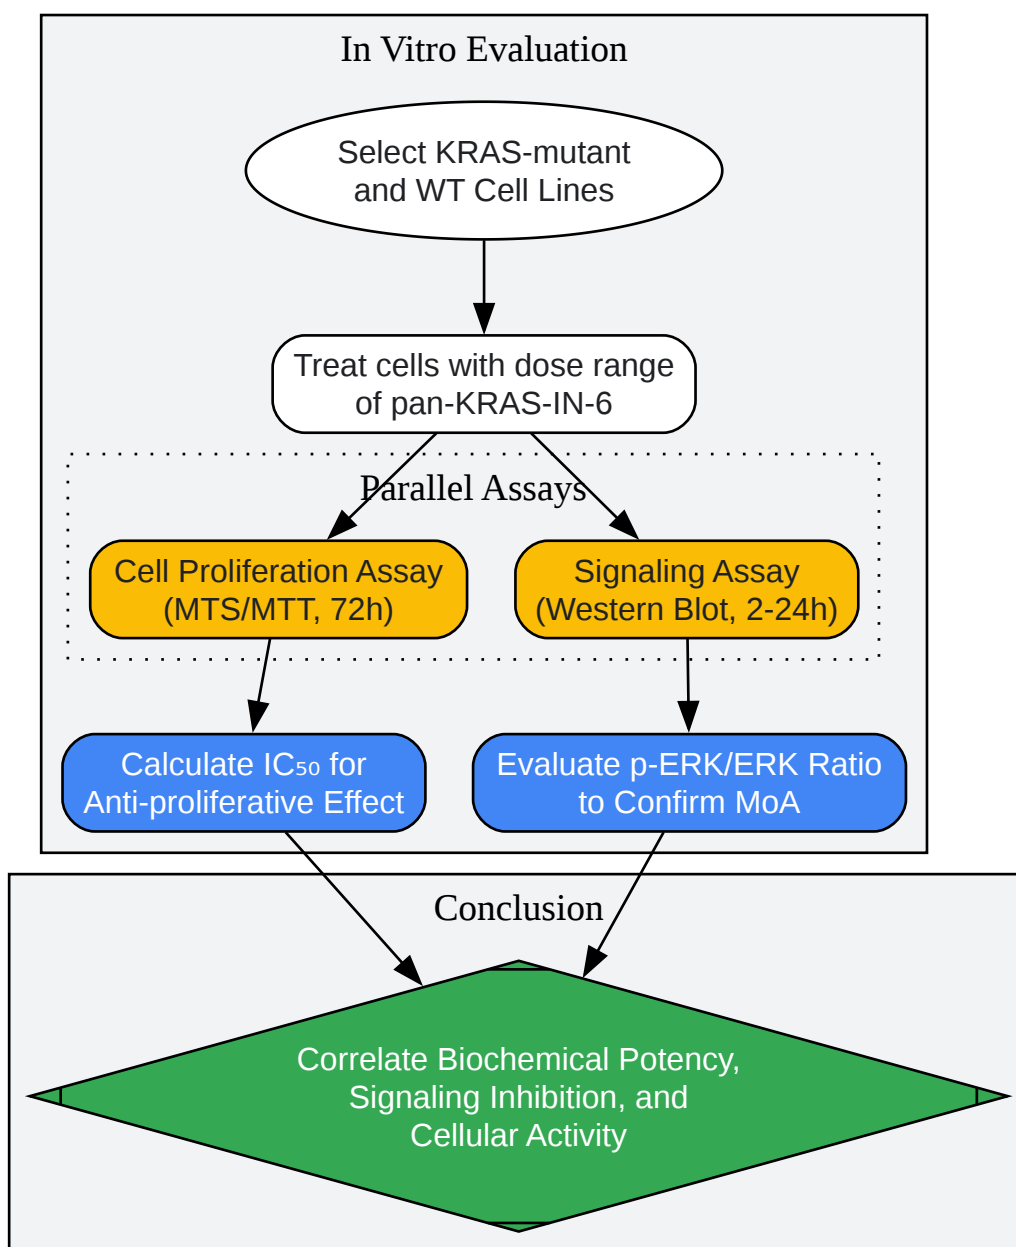 In Vitro Evaluation
Select KRAS-mutant
and WT Cell Lines
Treat cells with dose range
of pan-KRAS-IN-6
Parallel Assays
Cell Proliferation Assay
(MTS/MTT, 72h)
Signaling Assay
(Western Blot, 2-24h)
Calculate IC₅₀ for
Anti-proliferative Effect
Evaluate p-ERK/ERK Ratio
to Confirm MoA
Conclusion
Correlate Biochemical Potency,
Signaling Inhibition, and
Cellular Activity